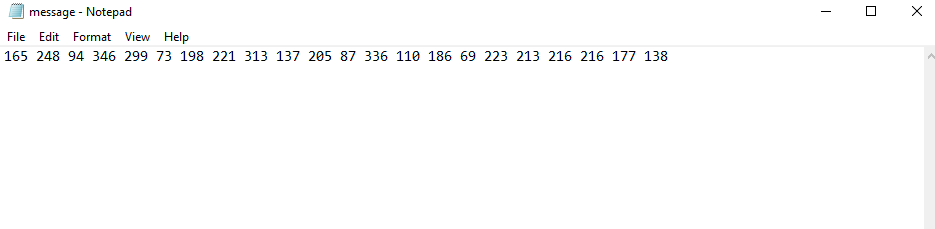 message - Notepad
File Edit Format View Help
165 248 94 346 299 73 198 221 313 137 205 87 336 110 186 69 223 213 216 216 177 138